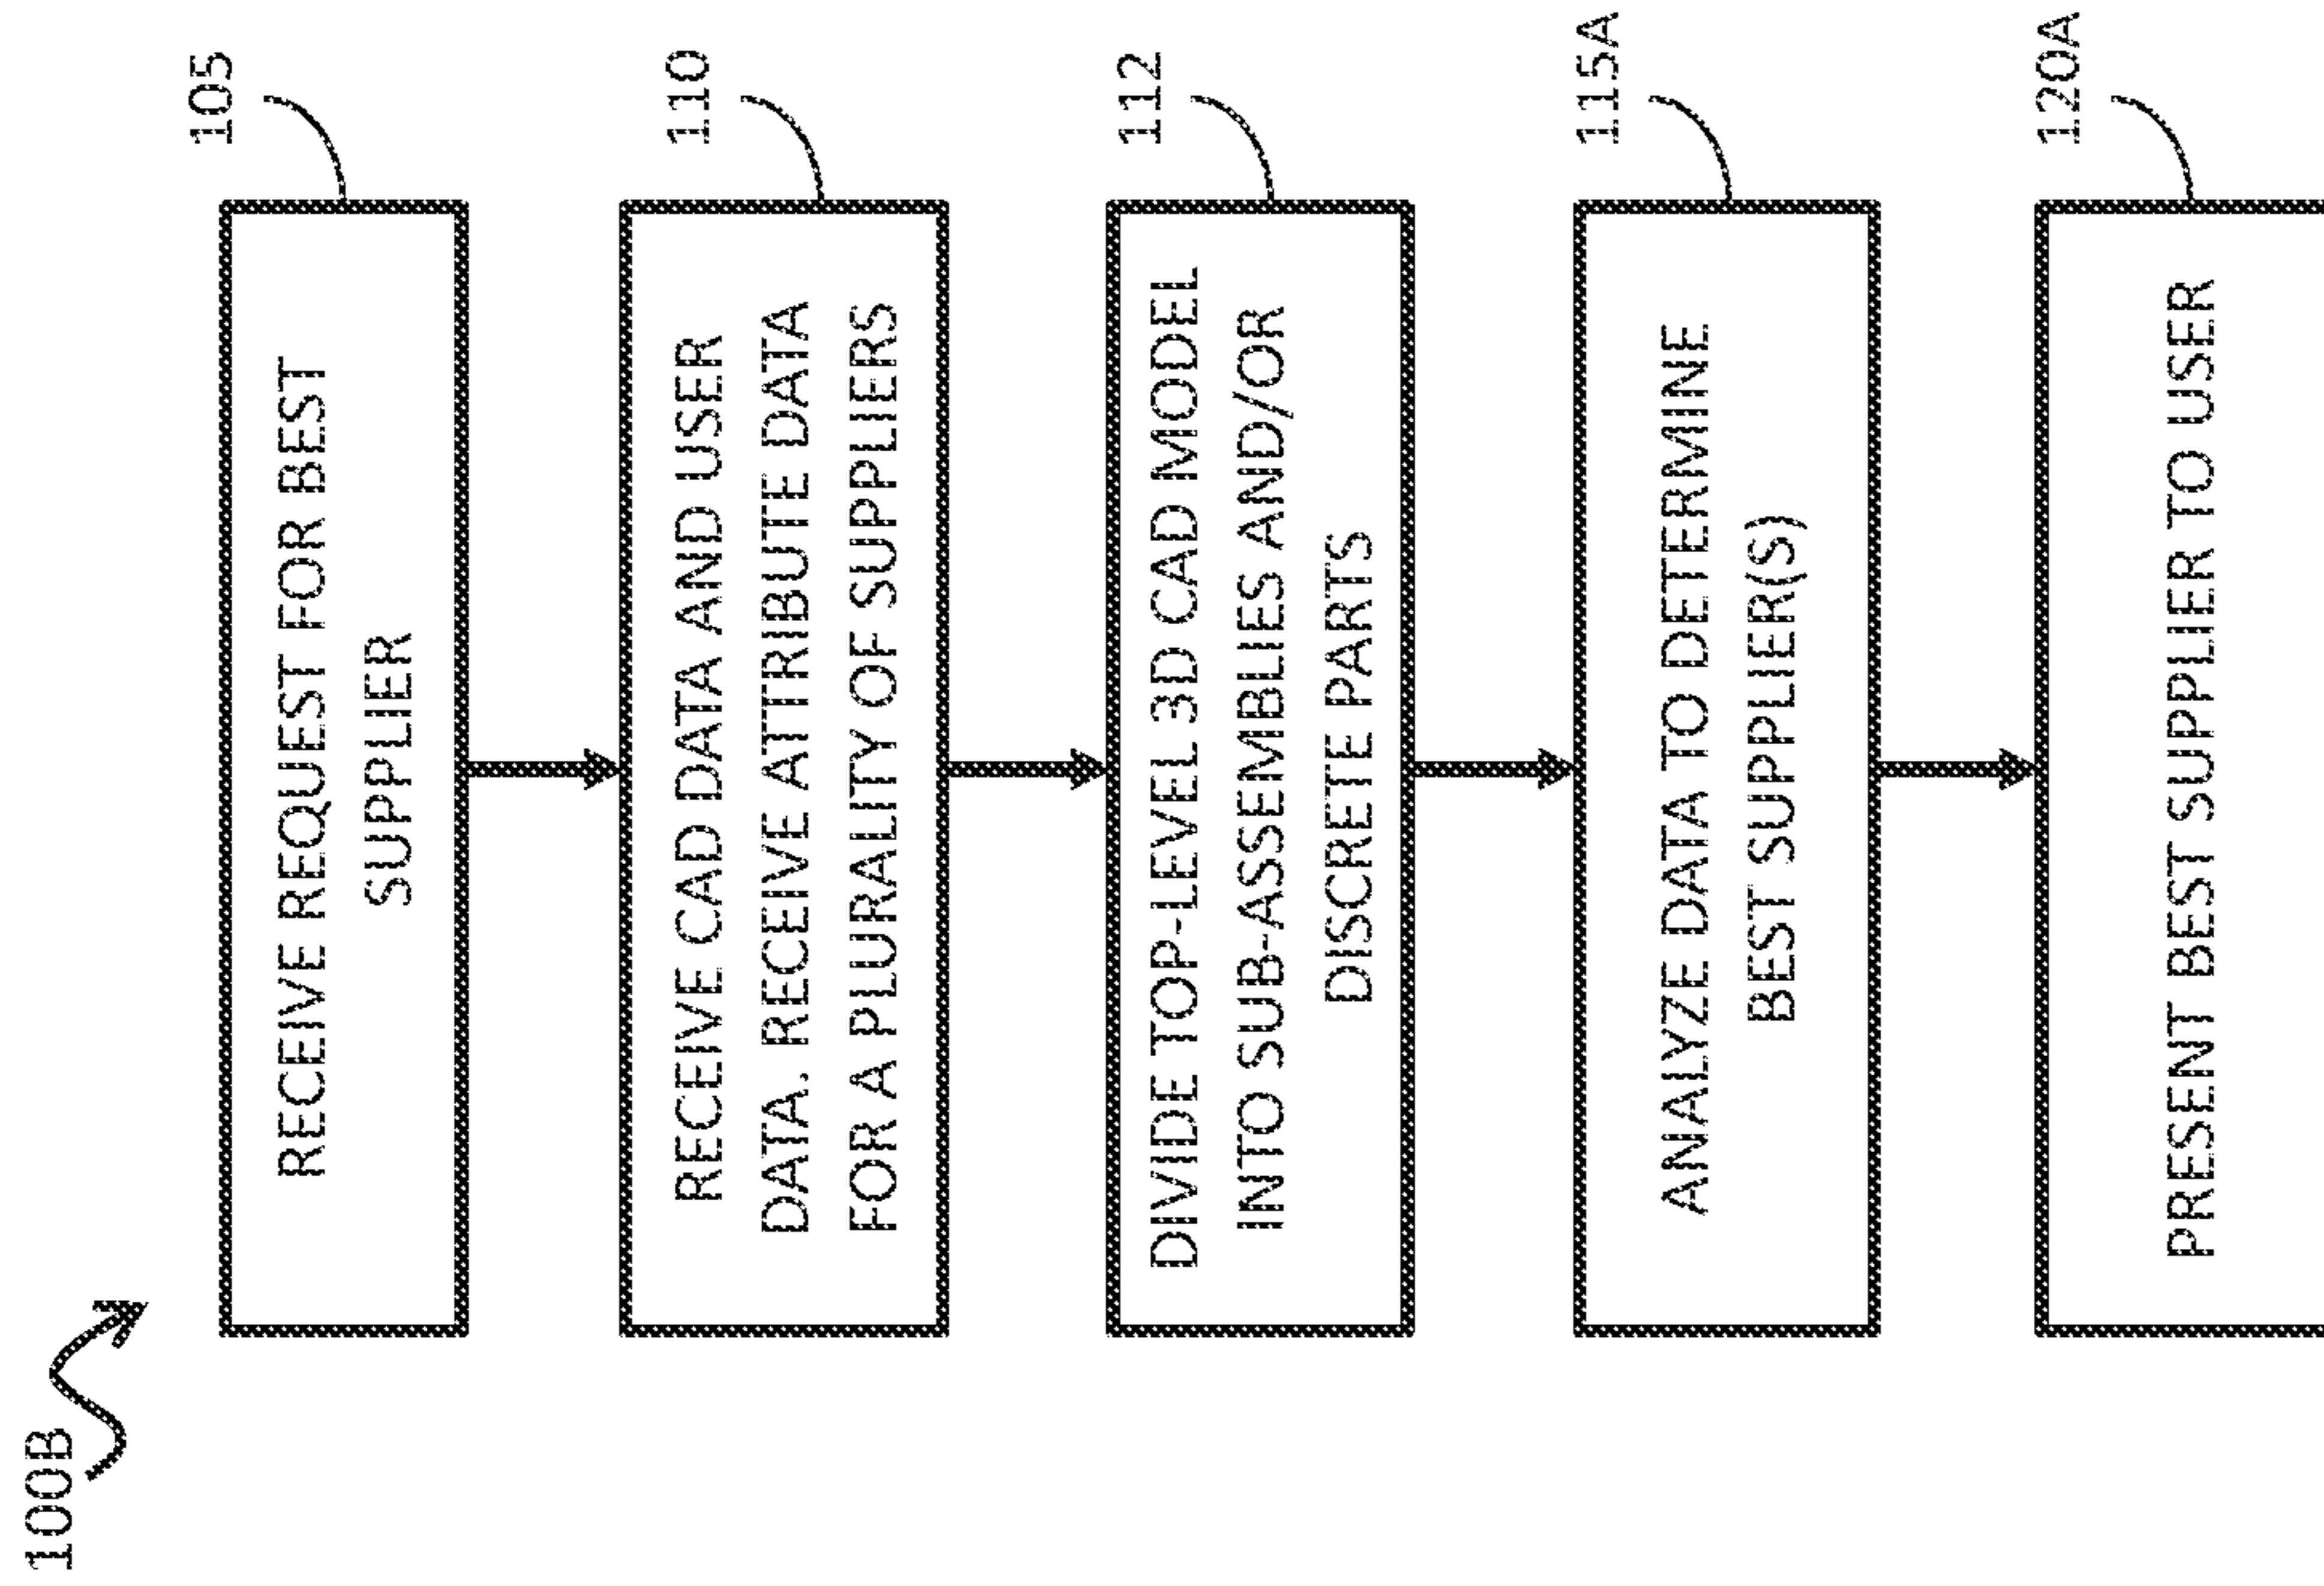 100B
105
RECEIVE REQUEST FOR BEST
SUPPLIER
110
RECEIVE CAD DATA AND USER
DATA. RECEIVE ATTRIBUTE DATA
FOR A PLURALITY OF SUPPLIERS
112
DIVIDE TOP-LEVEL 3D CAD MODEL
INTO SUB-ASSEMBLIES AND/OR
DISCRETE PARTS
115A
ANALYZE DATA TO DETERMINE
BEST SUPPLIER(S)
120A
PRESENT BEST SUPPLIER TO USER